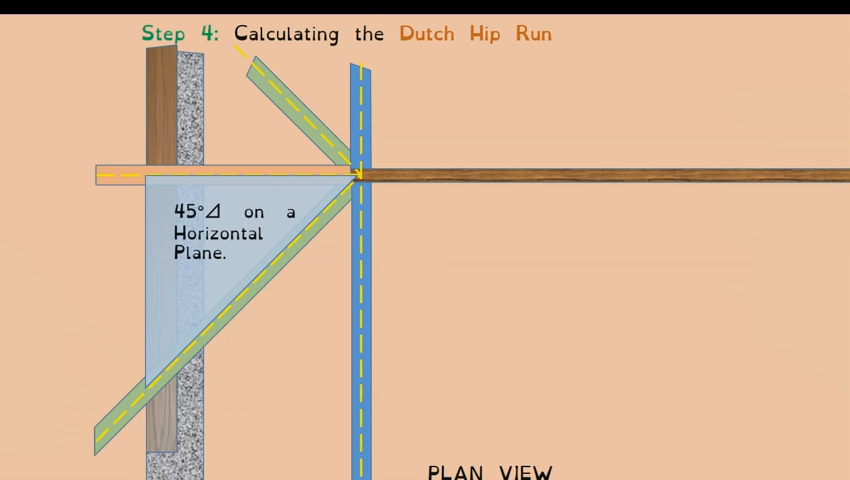 Step 4: Calculating the Dutch Hip Run
45°⊿ on a
Horizontal
Plane.
PLAN VIEW